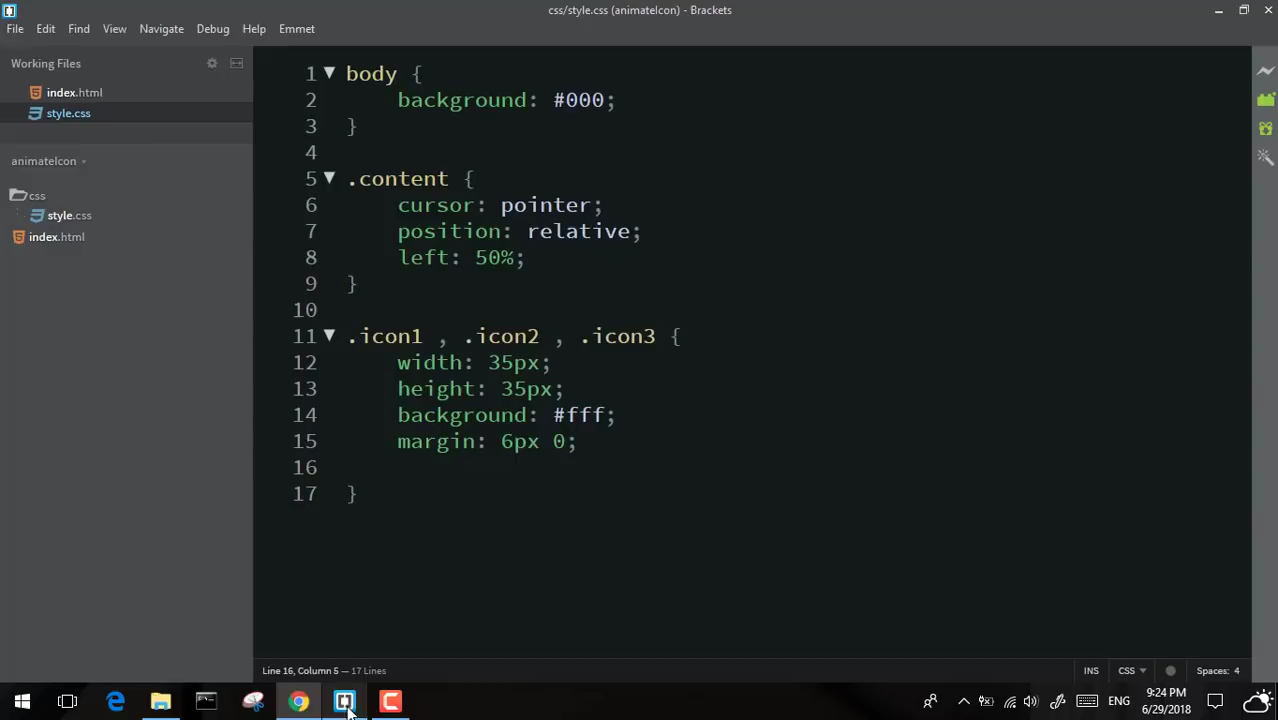 css/style.css (animateIcon) - Brackets
File Edit Find View Navigate Debug Help Emmet
Working Files
index.html
style.css
animateIcon
css
style.css
index.html
1 body {
2 background: #000;
3 }
4
5 .content {
6 cursor: pointer;
7 position: relative;
8 left: 50%;
9 }
10
11 .icon1 , .icon2 , .icon3 {
12 width: 35px;
13 height: 35px;
14 background: #fff;
15 margin: 6px 0;
16
17 }
Line 16, Column 5 — 17 Lines
INS CSS Spaces: 4
ENG
9:24 PM
6/29/2018